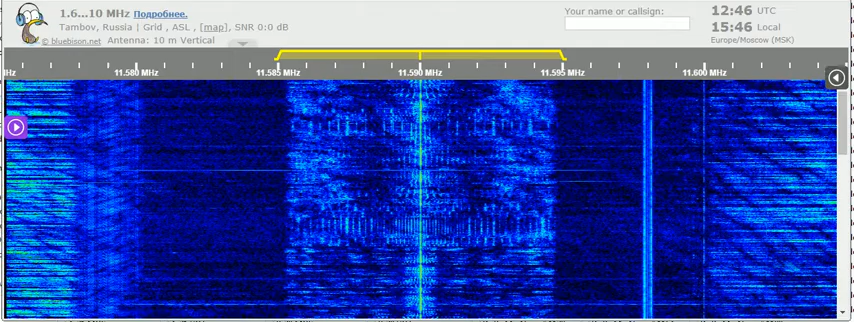 1.6...10 MHz Подробнее.
Tambov, Russia | Grid , ASL , [map], SNR 0:0 dB
© bluebison.net Antenna: 10 m Vertical
Your name or callsign:
12:46 UTC
15:46 Local
Europe/Moscow (MSK)
Hz 11.580 MHz 11.585 MHz 11.590 MHz 11.595 MHz 11.600 MHz